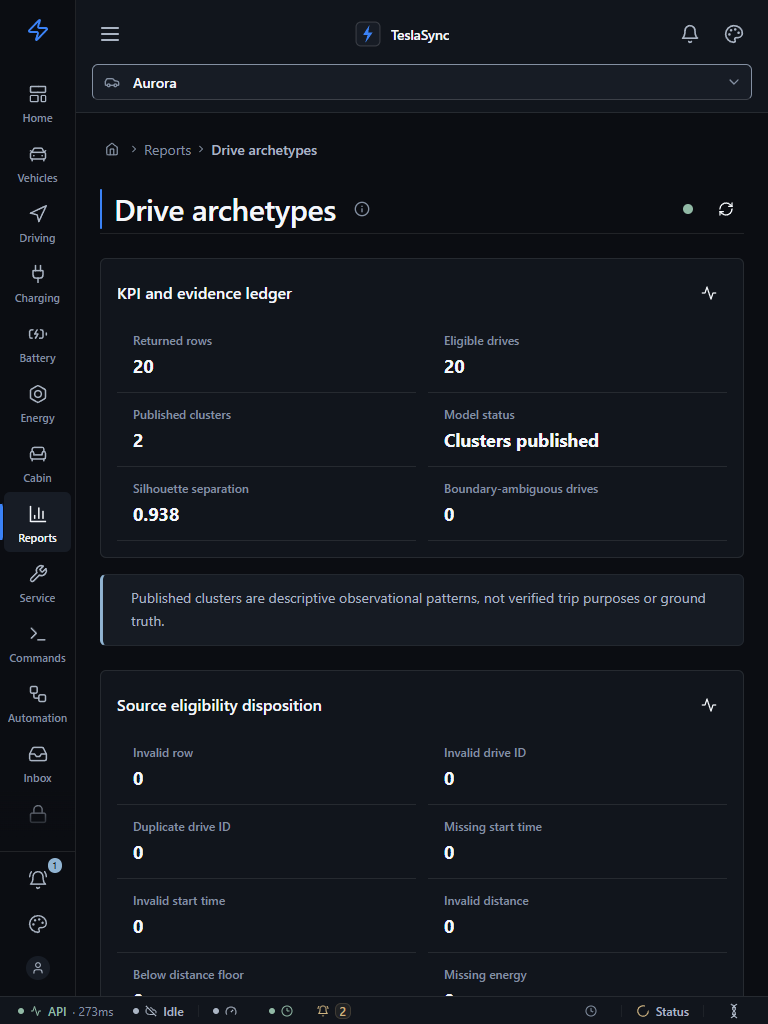 TeslaSync
Aurora
Home
Vehicles
Driving
Charging
Battery
Energy
Cabin
Reports
Service
Commands
Automation
Inbox
1
Reports
Drive archetypes
Drive archetypes
KPI and evidence ledger
Returned rows
20
Eligible drives
20
Published clusters
2
Model status
Clusters published
Silhouette separation
0.938
Boundary-ambiguous drives
0
Published clusters are descriptive observational patterns, not verified trip purposes or ground
truth.
Source eligibility disposition
Invalid row
0
Invalid drive ID
0
Duplicate drive ID
0
Missing start time
0
Invalid start time
0
Invalid distance
0
Below distance floor
Missing energy
API · 273ms
Idle
2
Status